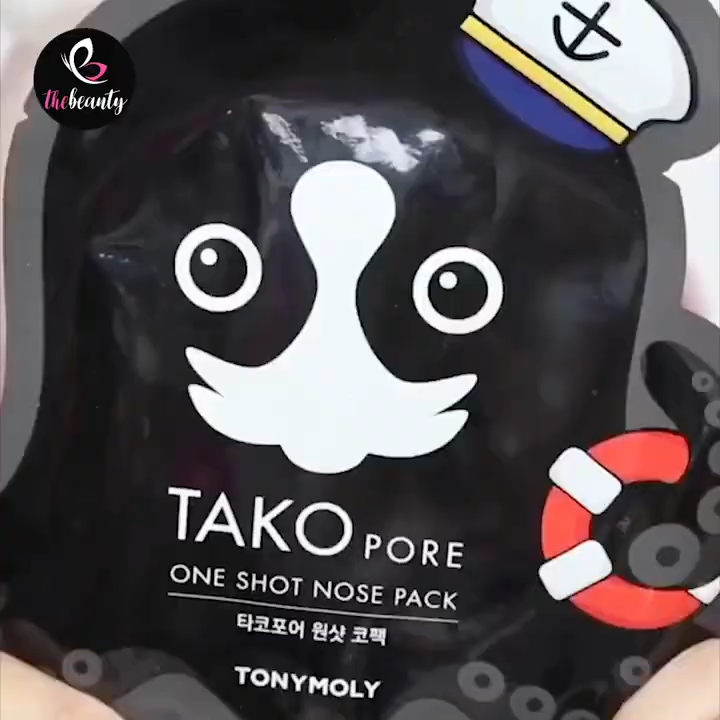 thebeauty
TAKO PORE
ONE SHOT NOSE PACK
타코포어 원샷 코팩
TONYMOLY